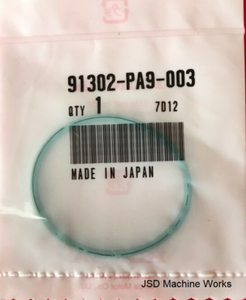 91302-PA9-003
QTY 1 7D12
MADE IN JAPAN
JSD Machine Works